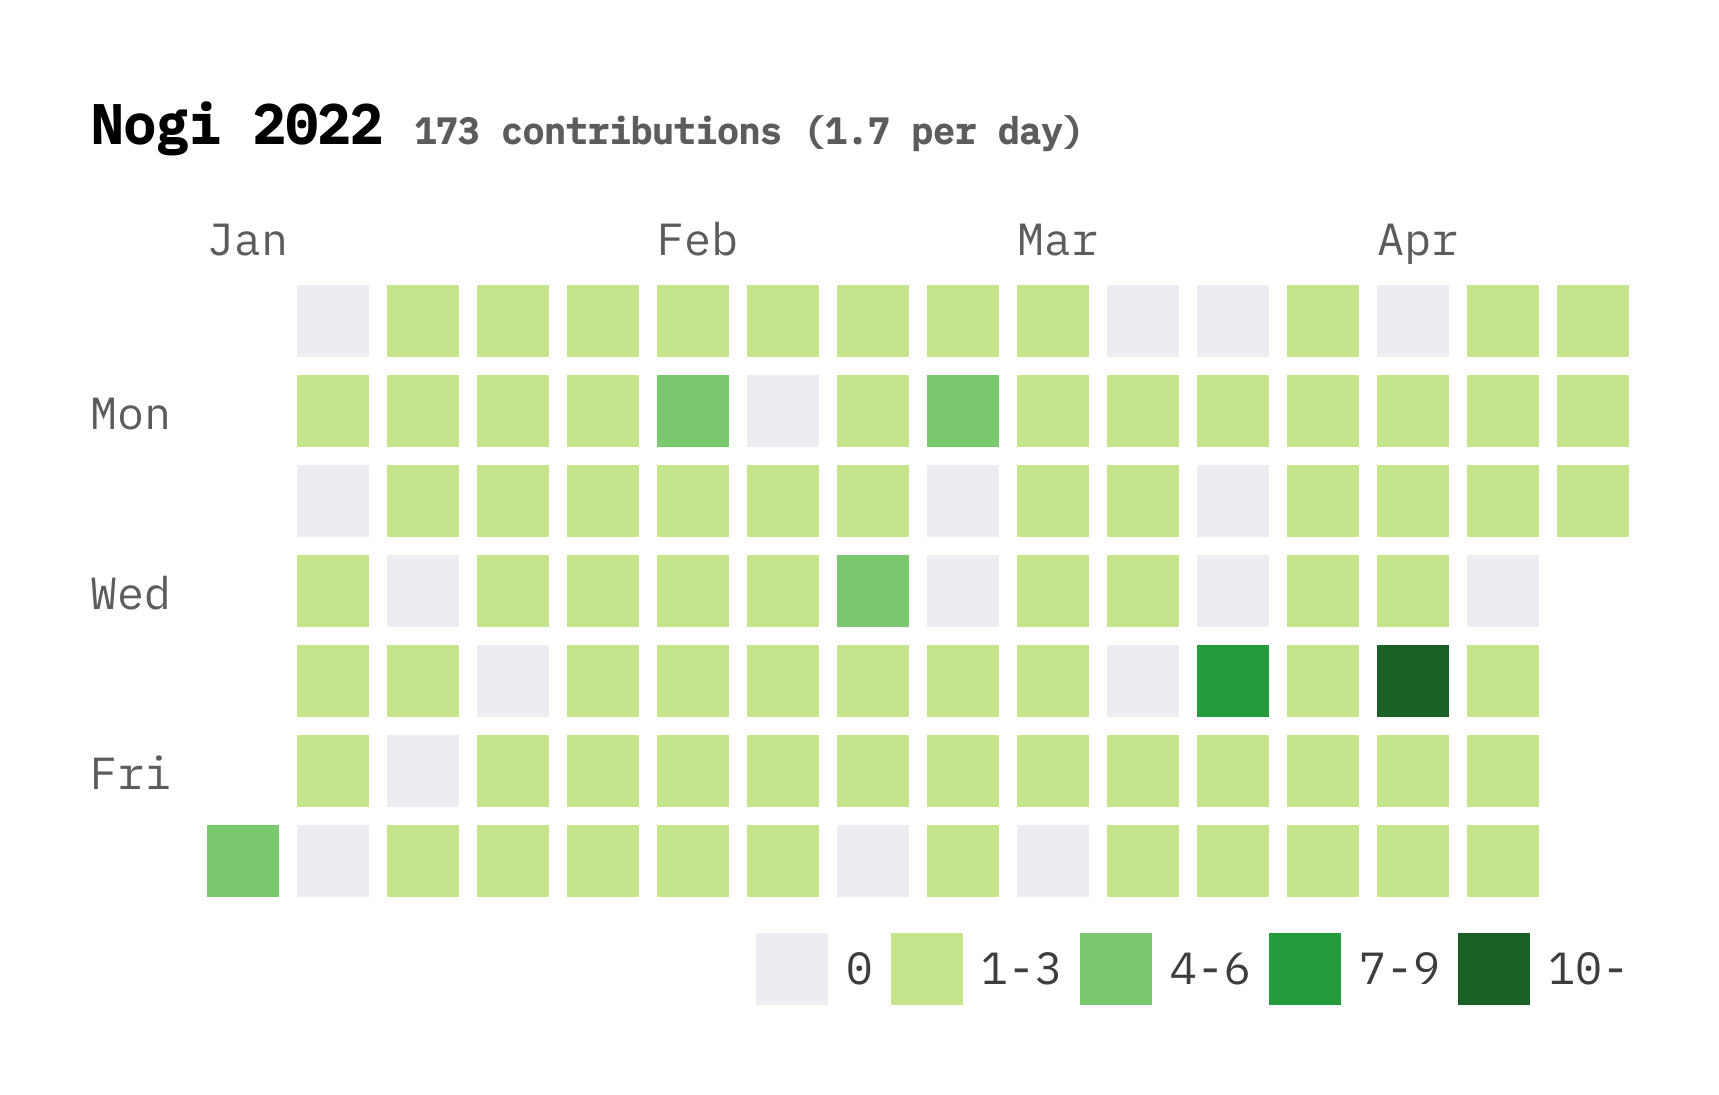 Nogi 2022 173 contributions (1.7 per day)
Jan Feb Mar Apr
Mon
Wed
Fri
0 1-3 4-6 7-9 10-